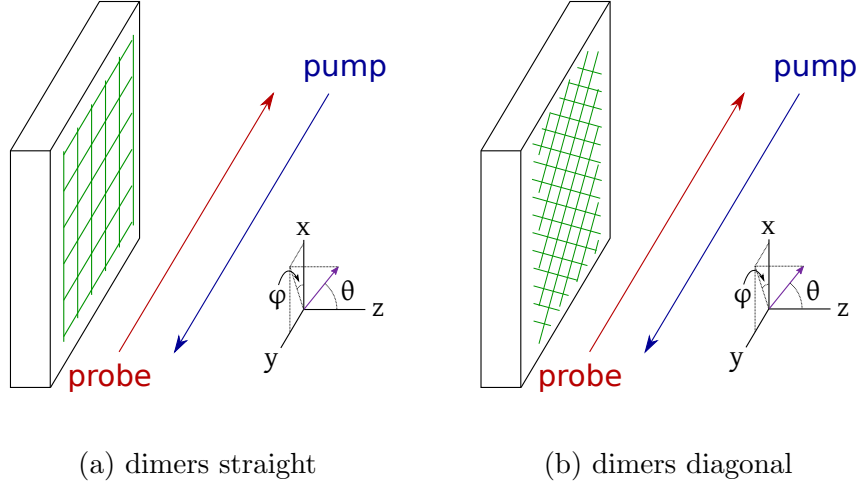 pump
probe
x
φ
θ
z
y
(a) dimers straight
pump
probe
x
φ
θ
z
y
(b) dimers diagonal